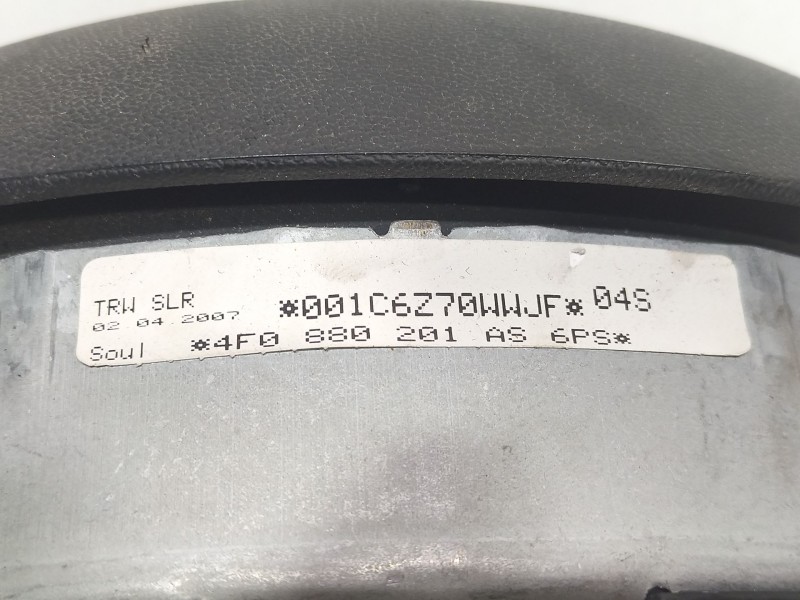 TRW SLR *001C6Z70WWJF* 04S
02 04 2007
Soul *4F0 880 201 AS 6PS*